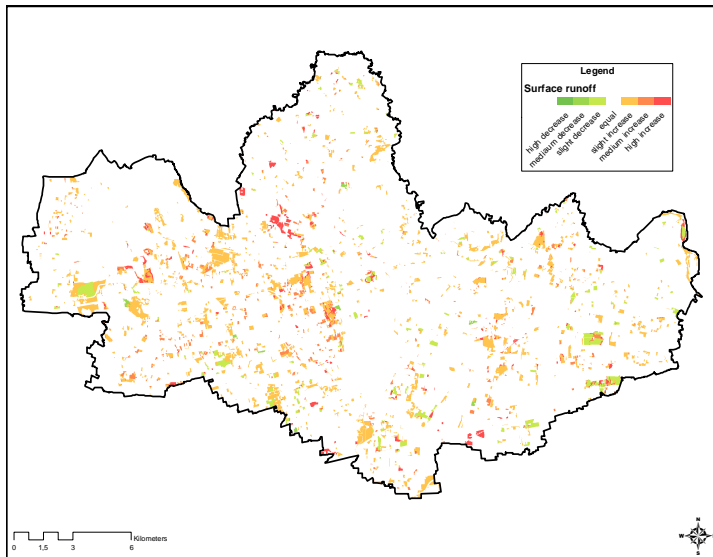 Legend
Surface runoff
high decrease
mediaum decrease
slight decrease
equal
slight increase
medium increase
high increase
Kilometers
0 1,5 3 6
N
W
S